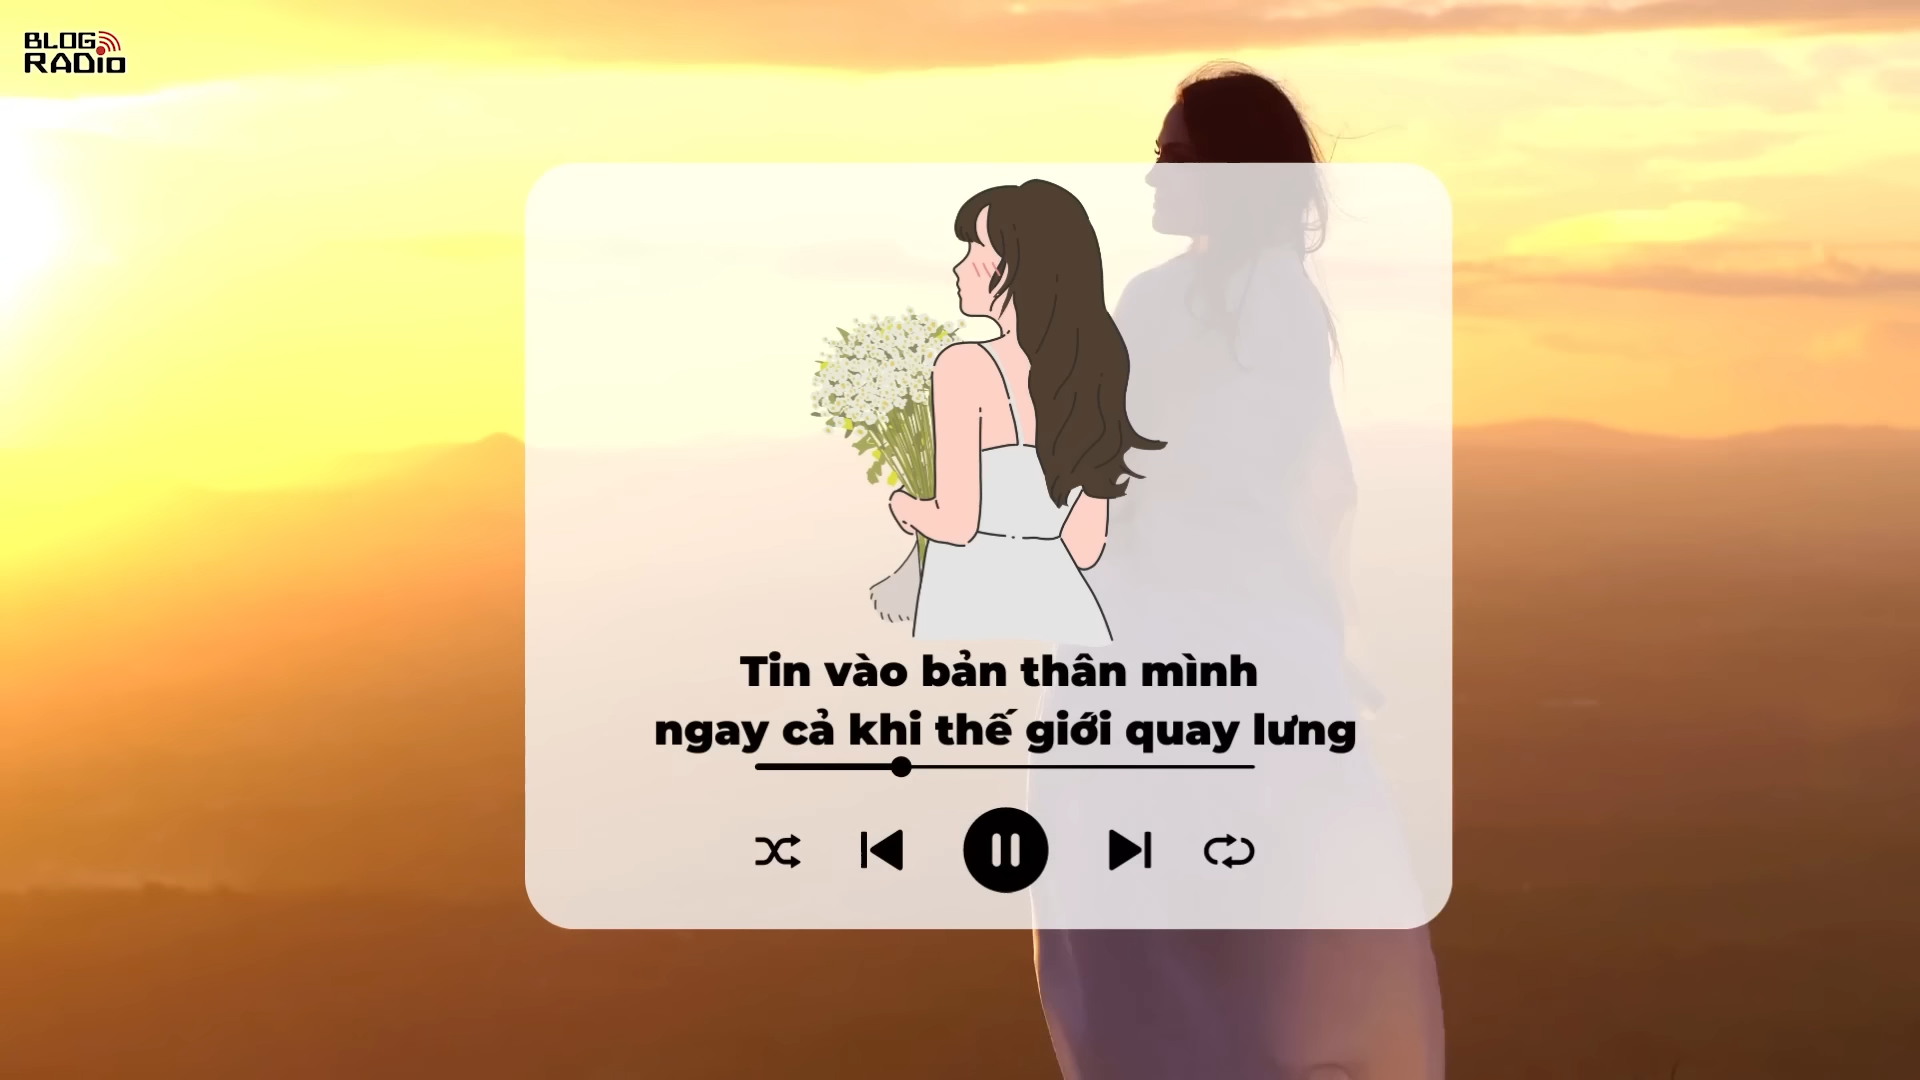 BLOG
RADIO
Tin vào bản thân mình
ngay cả khi thế giới quay lưng